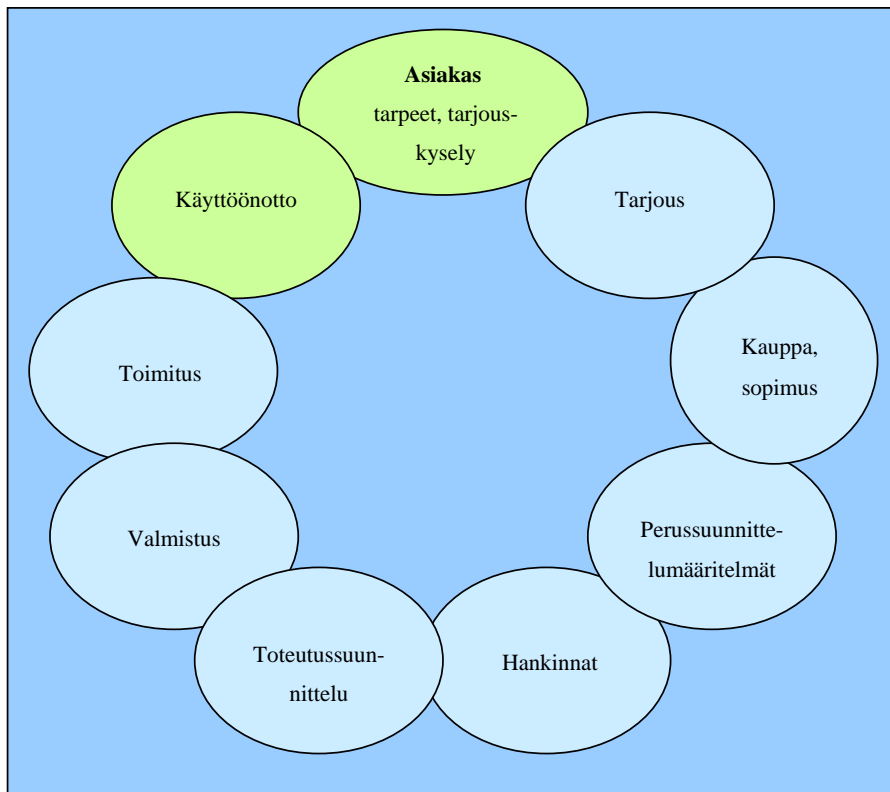 Asiakas
tarpeet, tarjous-
kysely
Käyttöönotto
Tarjous
Toimitus
Kauppa,
sopimus
Valmistus
Perussuunnitte-
lumääritelmät
Toteutussuun-
nittelu
Hankinnat